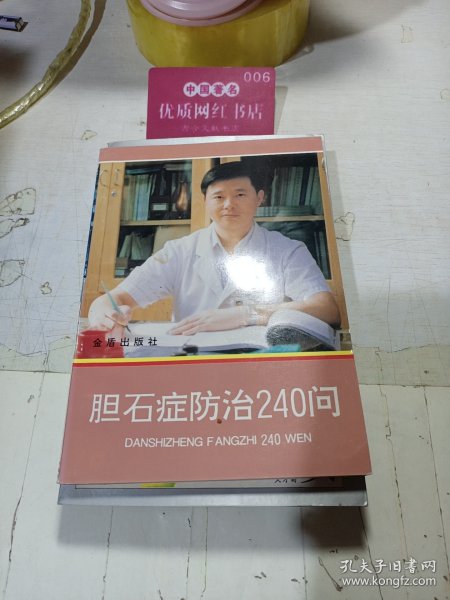 006
中国著名
优质网红书店
金盾出版社
胆石症防治240问
DANSHIZHENG FANGZHI 240 WEN
孔夫子旧书网
www.kongfz.com